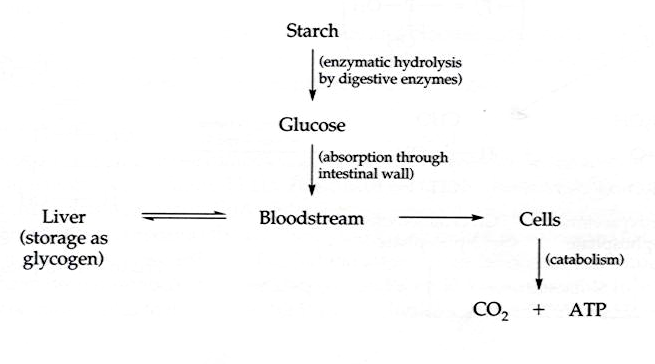 Starch
(enzymatic hydrolysis
by digestive enzymes)
Glucose
(absorption through
intestinal wall)
Liver
(storage as
glycogen)
Bloodstream
Cells
(catabolism)
CO₂ + ATP